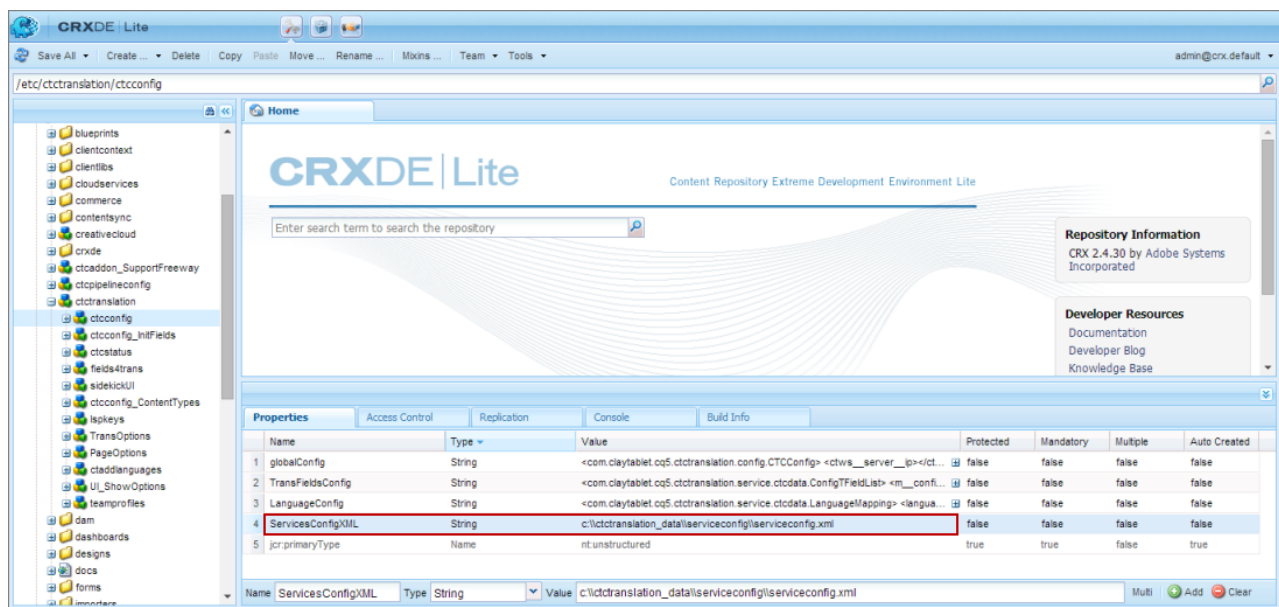 CRXDE Lite
Save All Create ... Delete Copy Paste Move ... Rename ... Mixins ... Team Tools admin@crx.default
/etc/ctctranslation/ctcconfig
Home
blueprints
clientcontext
clientlibs
cloudservices
commerce
contentsync
creativecloud
crxde
ctcaddon_SupportFreeway
ctcpipelineconfig
ctctranslation
ctcconfig
ctcconfig_InitFields
ctcstatus
fields4trans
sidekickUI
ctcconfig_ContentTypes
lspkeys
TransOptions
PageOptions
ctaddlanguages
UI_ShowOptions
teamprofiles
dam
dashboards
designs
docs
forms
importers
CRXDE Lite
Content Repository Extreme Development Environment Lite
Enter search term to search the repository
Repository Information
CRX 2.4.30 by Adobe Systems
Incorporated
Developer Resources
Documentation
Developer Blog
Knowledge Base
Properties Access Control Replication Console Build Info
Name Type Value Protected Mandatory Multiple Auto Created
1 globalConfig String <com.claytablet.cq5.ctctranslation.config.CTCConfig> <ctws__server__ip></ct... false false false false
2 TransFieldsConfig String <com.claytablet.cq5.ctctranslation.service.ctcdata.ConfigTFieldList> <m__confi... false false false false
3 LanguageConfig String <com.claytablet.cq5.ctctranslation.service.ctcdata.LanguageMapping> <langua... false false false false
4 ServicesConfigXML String c:\\ctctranslation_data\\serviceconfig\\serviceconfig.xml false false false false
5 jcr:primaryType Name nt:unstructured true true false true
Name ServicesConfigXML Type String Value c:\\ctctranslation_data\\serviceconfig\\serviceconfig.xml Multi Add Clear